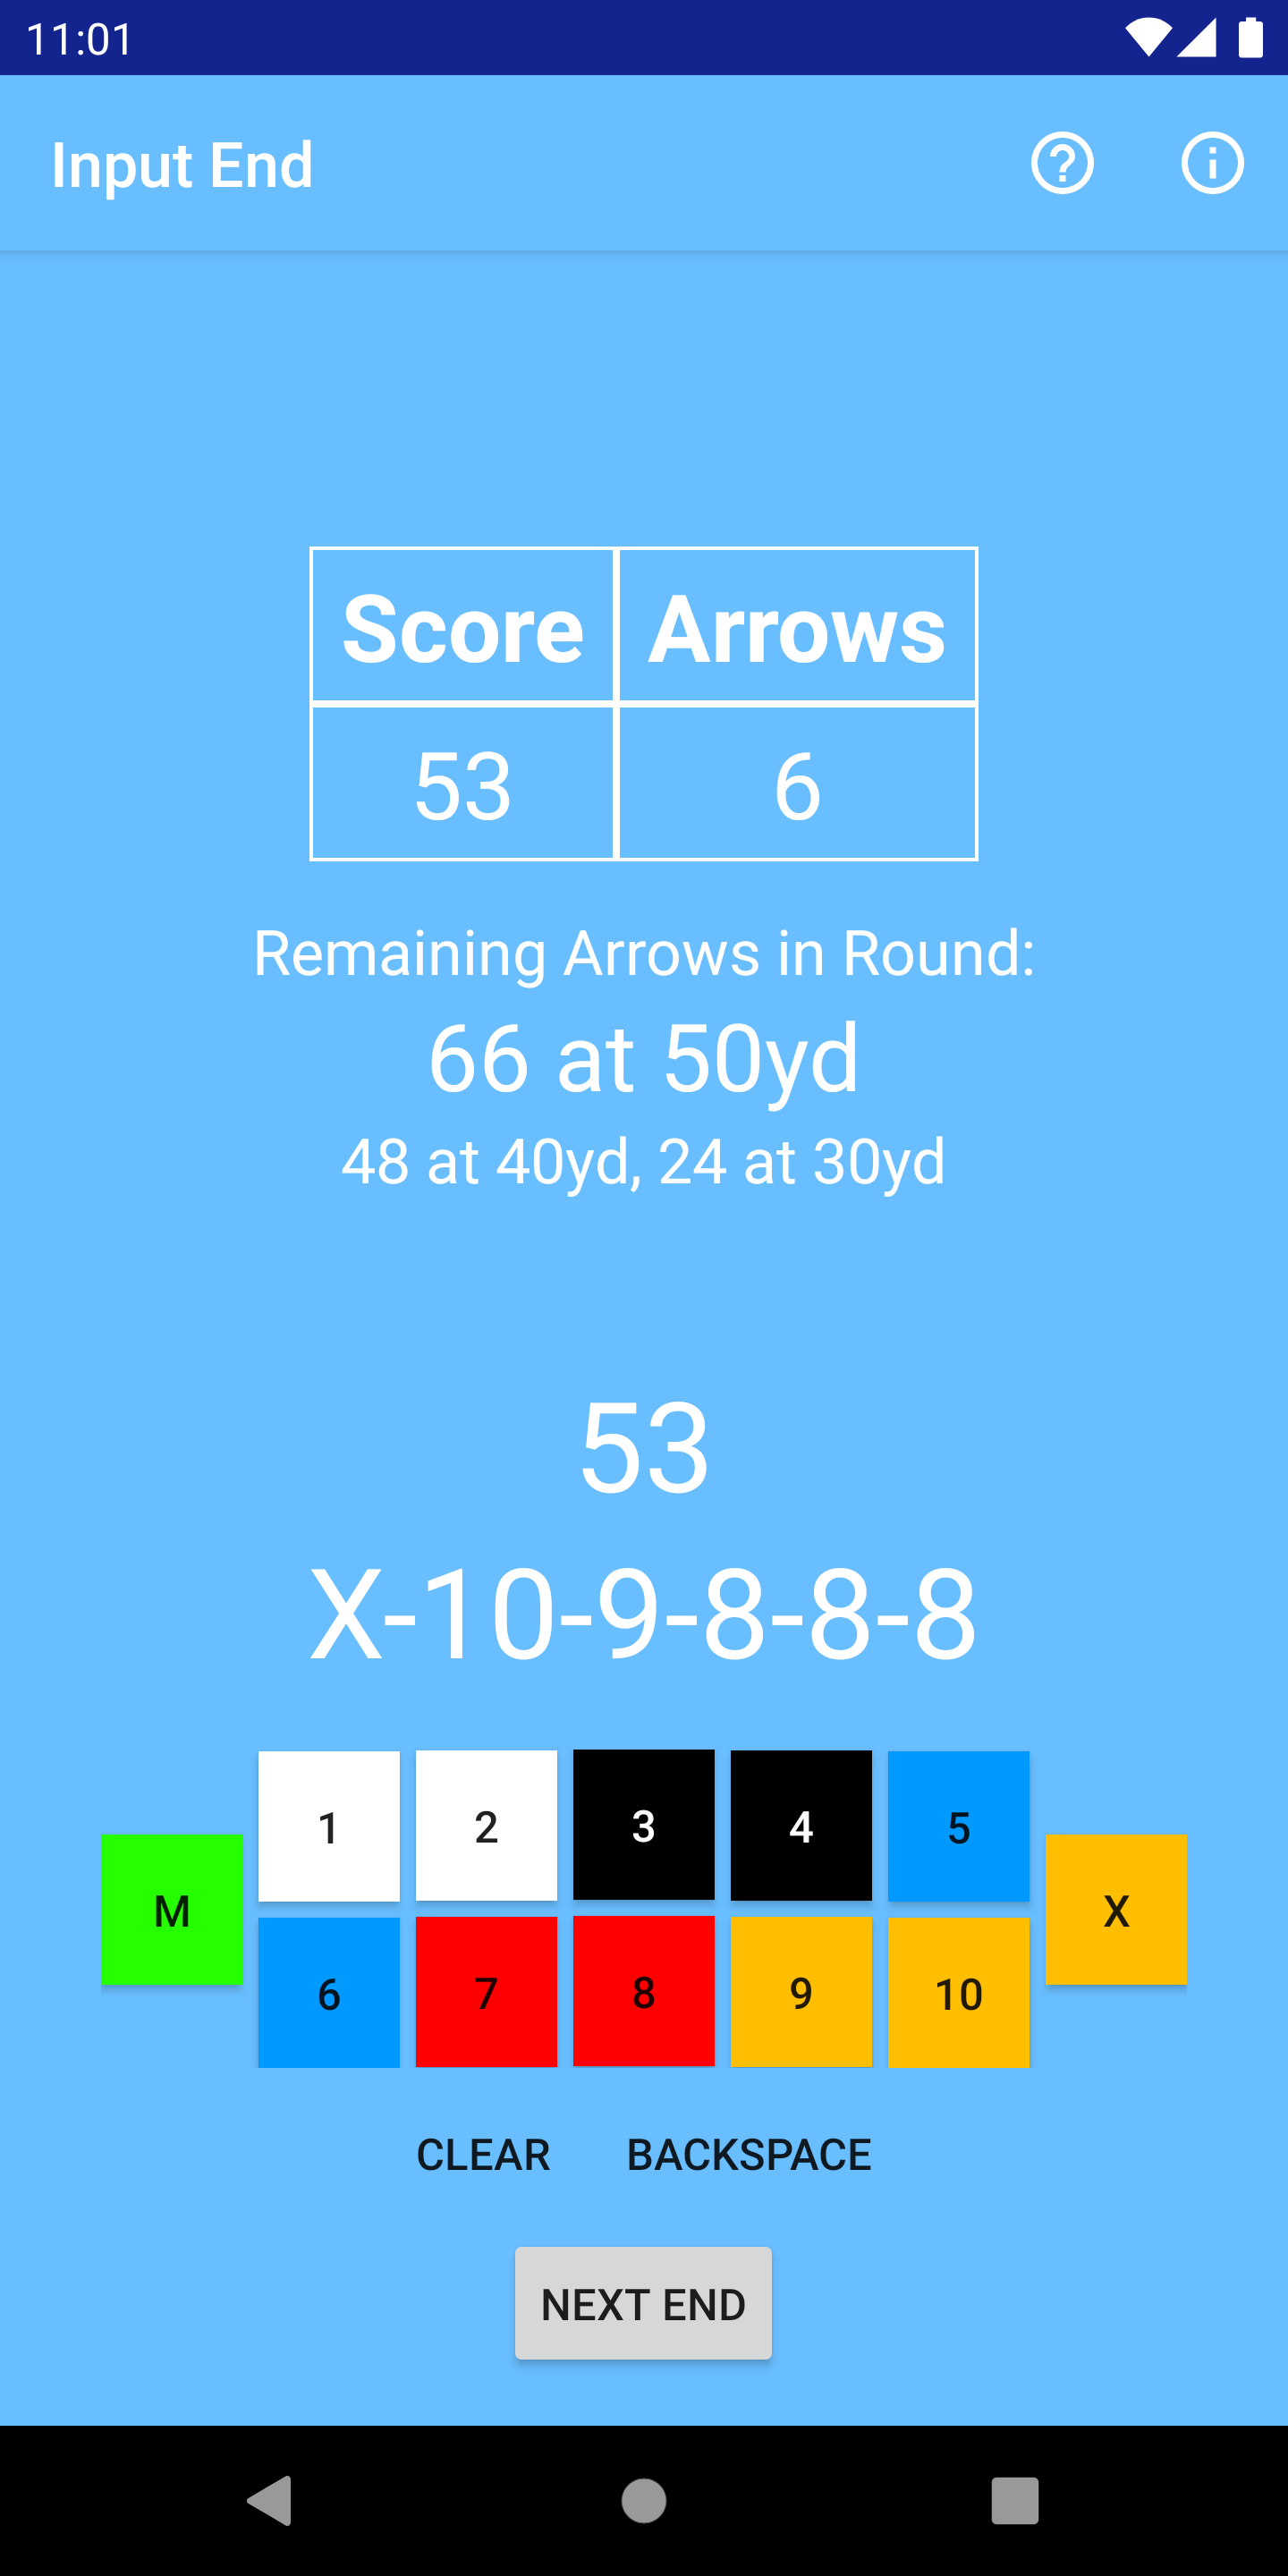 11:01
Input End
Score Arrows
53 6
Remaining Arrows in Round:
66 at 50yd
48 at 40yd, 24 at 30yd
53
X-10-9-8-8-8
1 2 3 4 5
M X
6 7 8 9 10
CLEAR BACKSPACE
NEXT END